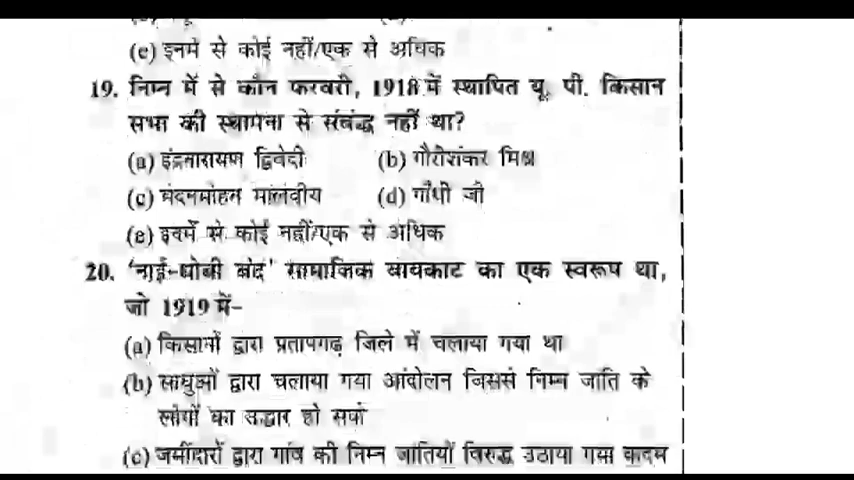 (e) इनमें से कोई नहीं/एक से अधिक
19. निम्न में से कौन फरवरी, 1918 में स्थापित यू. पी. किसान
सभा की स्थापना से संबद्ध नहीं था?
(a) इंद्रनारायण द्विवेदी (b) गौरीशंकर मिश्र
(c) मदनमोहन मालवीय (d) गाँधी जी
(e) इनमें से कोई नहीं/एक से अधिक
20. 'नाई-धोबी बंद' सामाजिक बायकाट का एक स्वरूप था,
जो 1919 में-
(a) किसानों द्वारा प्रतापगढ़ जिले में चलाया गया था
(b) साधुओं द्वारा चलाया गया आंदोलन जिससे निम्न जाति के
लोगों का उद्धार हो सके
(c) जमींदारों द्वारा गांव की निम्न जातियों विरुद्ध उठाया गया कदम